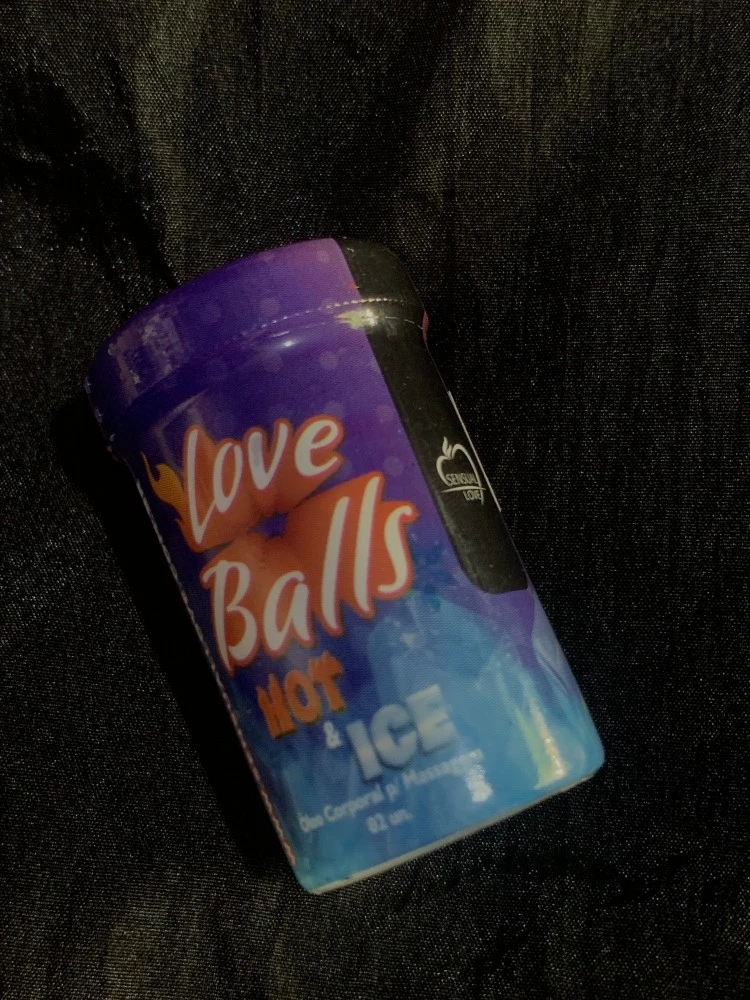 Love
Balls
HOT
&
ICE
Óleo Corporal p/ Massagem
02 un.
SENSUAL
LOVE